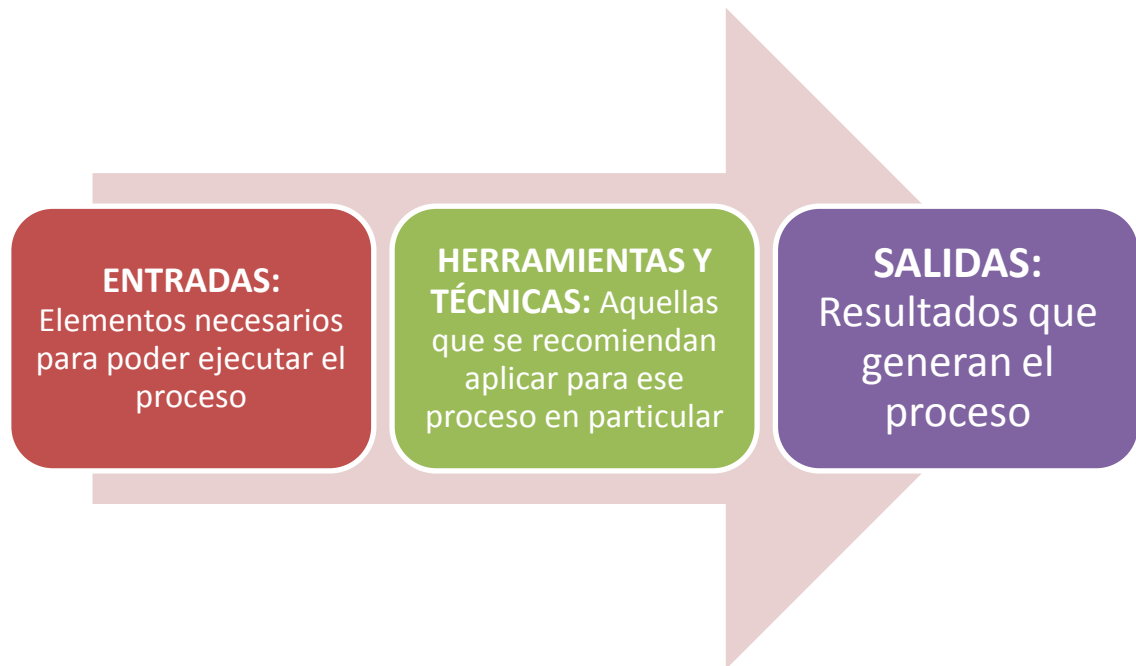 ENTRADAS:
Elementos necesarios
para poder ejecutar el
proceso
HERRAMIENTAS Y
TÉCNICAS: Aquellas
que se recomiendan
aplicar para ese
proceso en particular
SALIDAS:
Resultados que
generan el
proceso